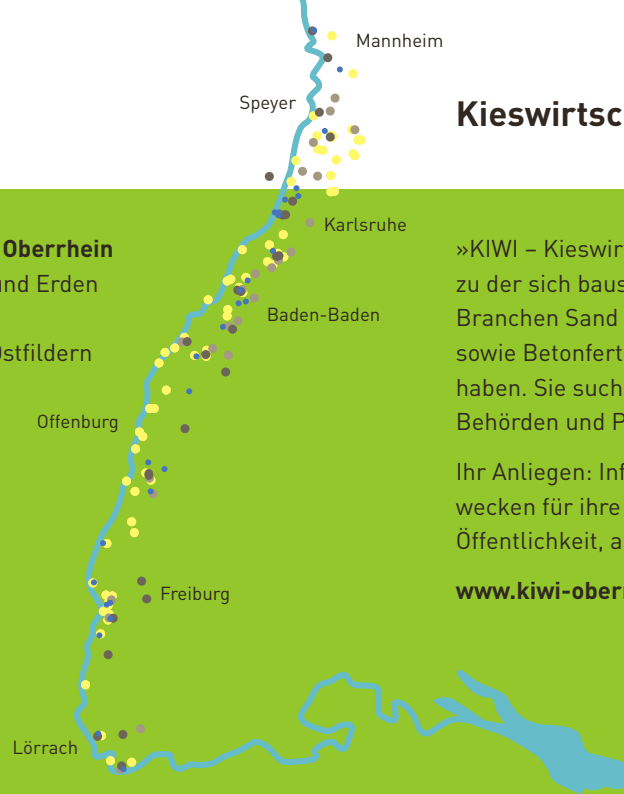 Mannheim
Speyer
Kieswirtsc
Karlsruhe
Baden-Baden
Offenburg
Freiburg
Lörrach
Oberrhein
und Erden
Ostfildern
»KIWI – Kieswir
zu der sich baus
Branchen Sand
sowie Betonfert
haben. Sie such
Behörden und P
Ihr Anliegen: Inf
wecken für ihre
Öffentlichkeit, a
www.kiwi-ober